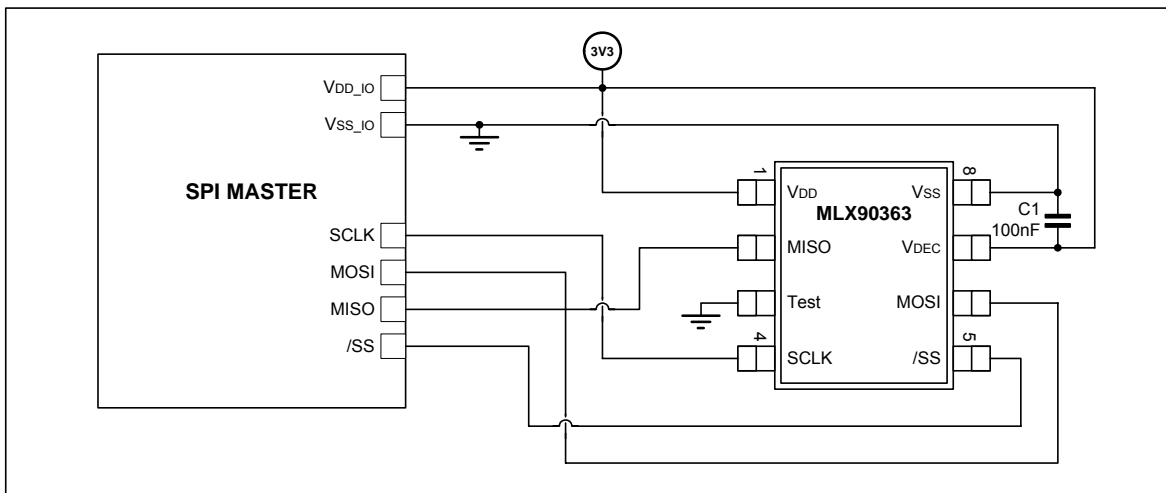 3V3
VDD_IO
VSS_IO
SPI MASTER
SCLK
MOSI
MISO
/SS
1
8
VDD
VSS
MLX90363
C1
100nF
MISO
VDEC
Test
MOSI
4
5
SCLK
/SS